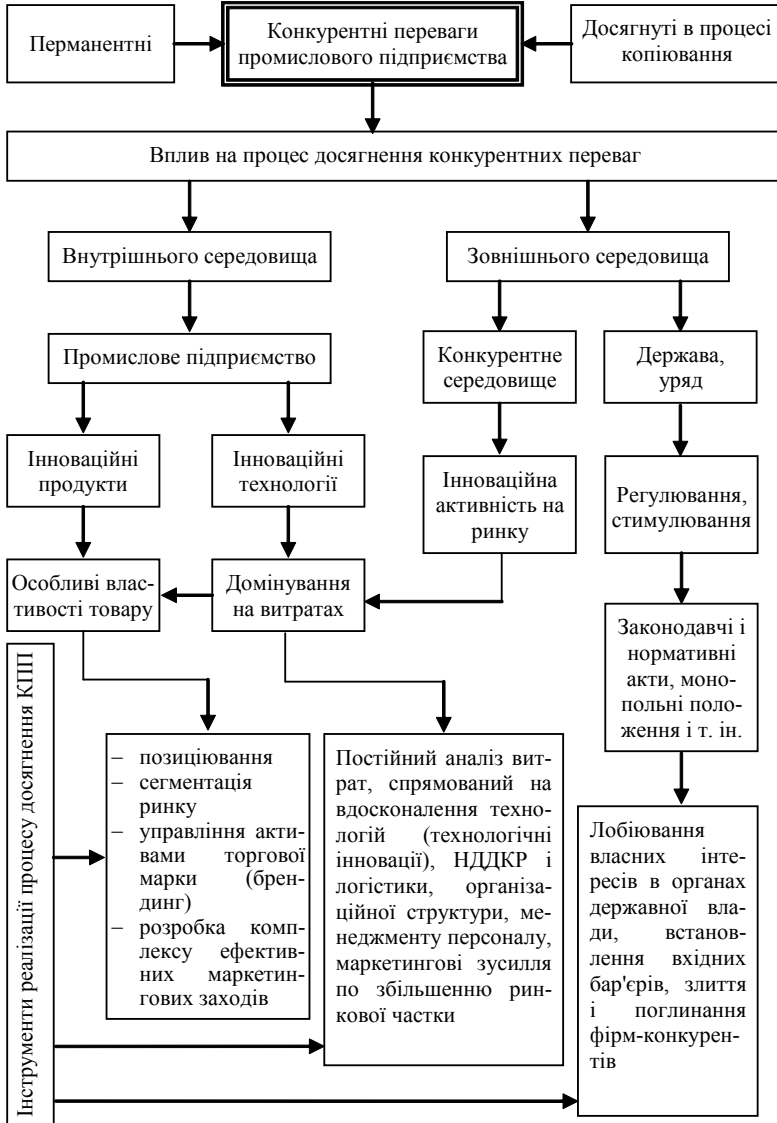 Перманентні
Конкурентні переваги
промислового підприємства
Досягнуті в процесі
копіювання
Вплив на процес досягнення конкурентних переваг
Внутрішнього середовища
Зовнішнього середовища
Промислове підприємство
Конкурентне
середовище
Держава,
уряд
Інноваційні
продукти
Інноваційні
технології
Інноваційна
активність на
ринку
Регулювання,
стимулювання
Особливі влас-
тивості товару
Домінування
на витратах
Законодавчі і
нормативні
акти, моно-
польні поло-
ження і т. ін.
Інструменти реалізації процесу досягнення КПП
– позиціювання
– сегментація
ринку
– управління акти-
вами торгової
марки (брен-
динг)
– розробка комп-
лексу ефектив-
них маркетин-
гових заходів
Постійний аналіз вит-
рат, спрямований на
вдосконалення техно-
логій (технологічні
інновації), НДДКР і
логістики, організа-
ційної структури, ме-
неджменту персоналу,
маркетингові зусилля
по збільшенню рин-
кової частки
Лобіювання
власних інте-
ресів в органах
державної вла-
ди, встанов-
лення вхідних
бар'єрів, злиття
і поглинання
фірм-конкурен-
тів